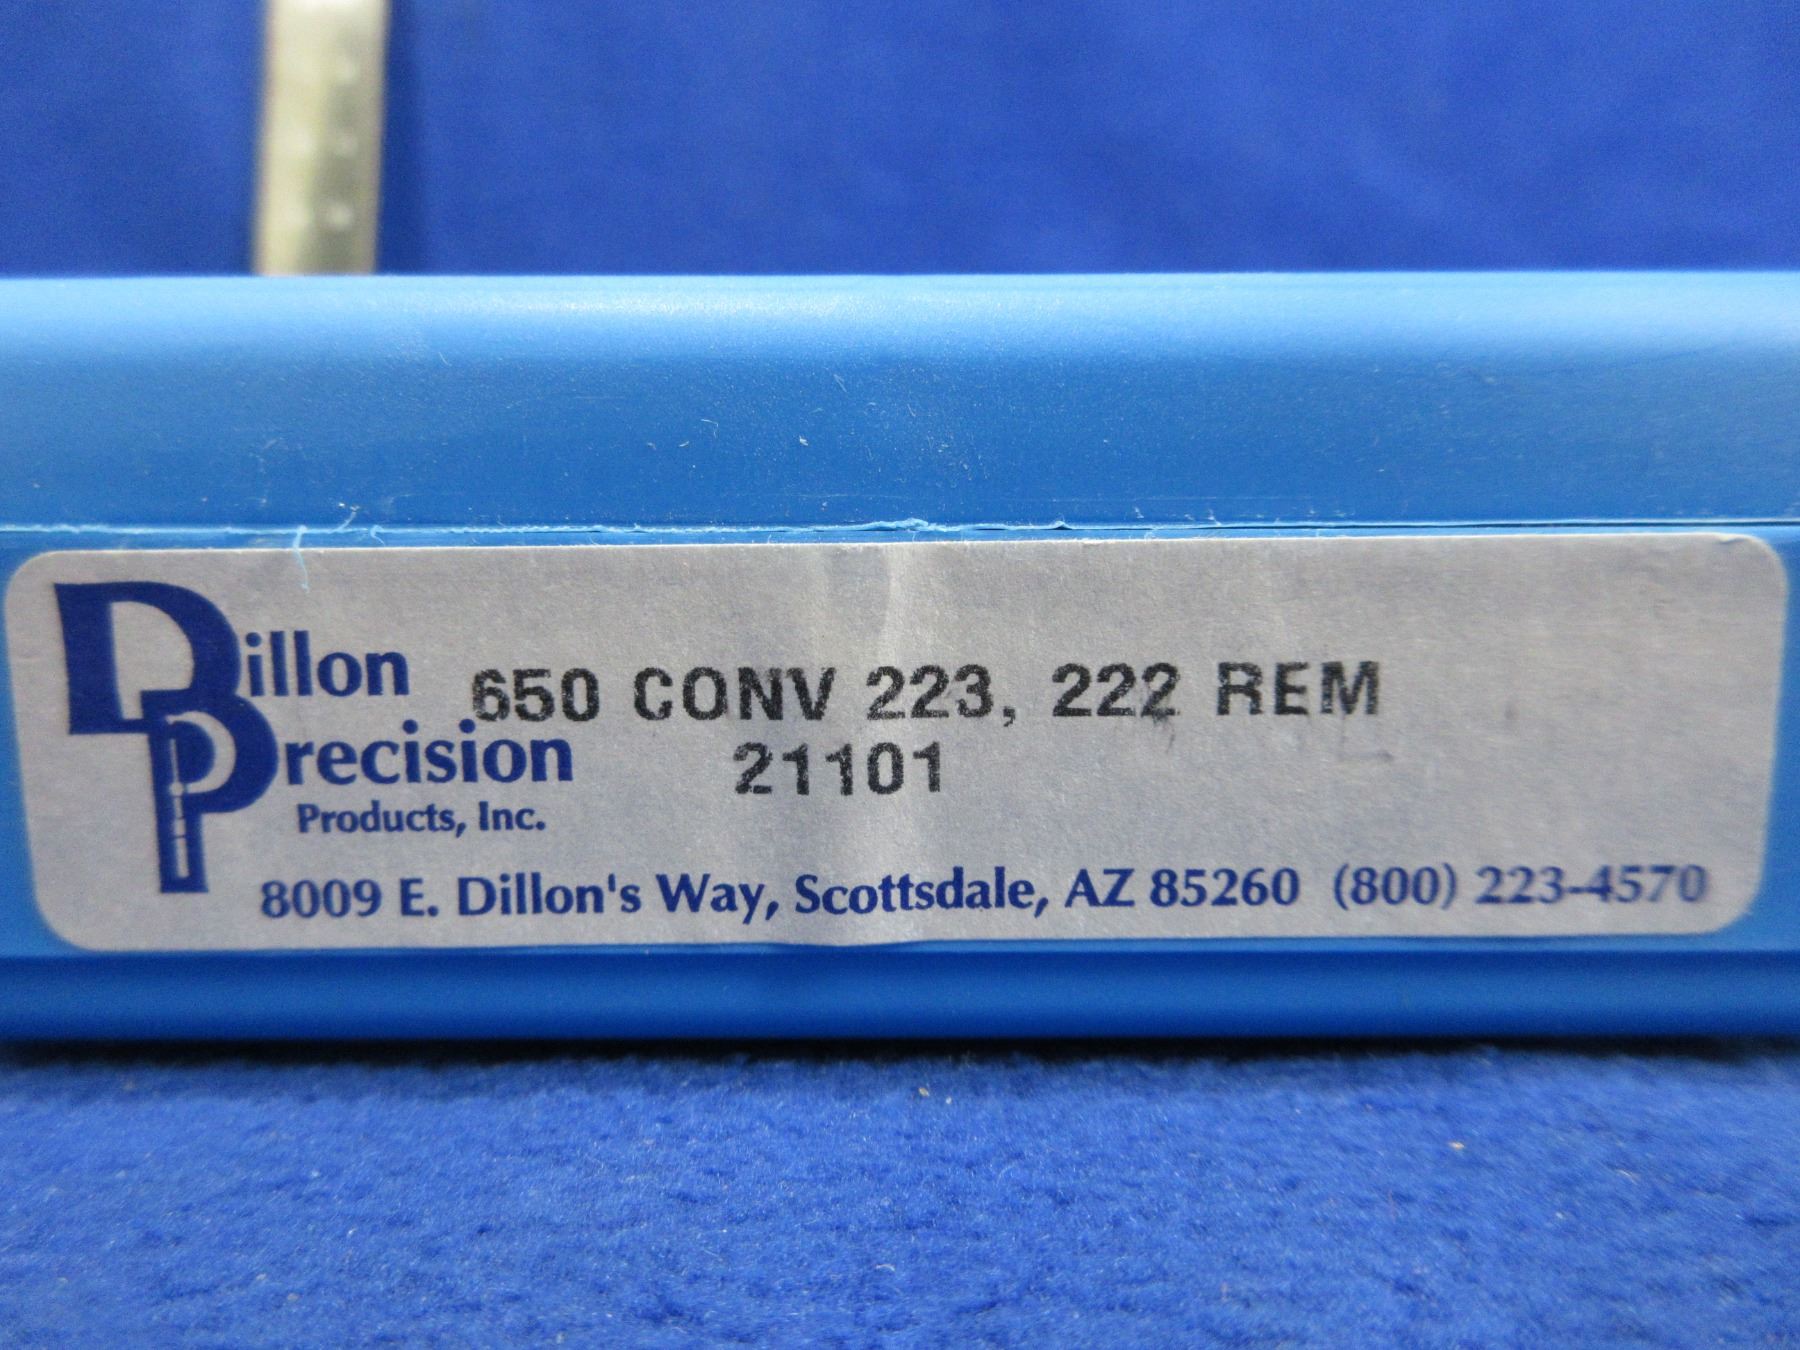 Dillon
Precision
Products, Inc.
650 CONV 223, 222 REM
21101
8009 E. Dillon's Way, Scottsdale, AZ 85260 (800) 223-4570